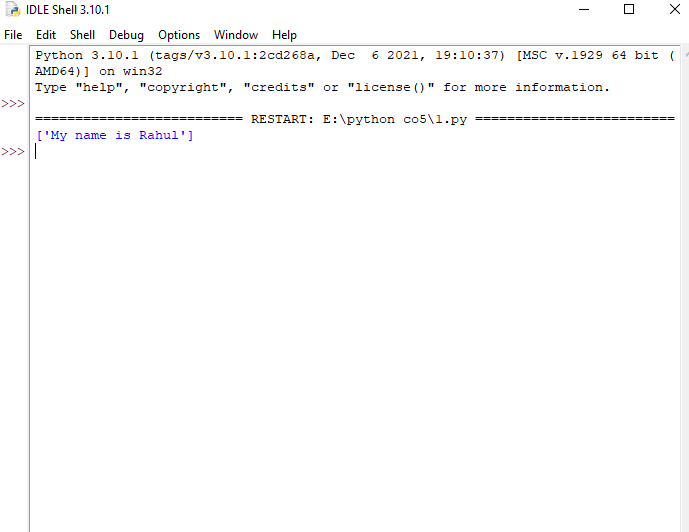 IDLE Shell 3.10.1
File Edit Shell Debug Options Window Help
Python 3.10.1 (tags/v3.10.1:2cd268a, Dec  6 2021, 19:10:37) [MSC v.1929 64 bit (
AMD64)] on win32
Type "help", "copyright", "credits" or "license()" for more information.
>>>
========================== RESTART: E:\python co5\1.py =========================
['My name is Rahul']
>>>